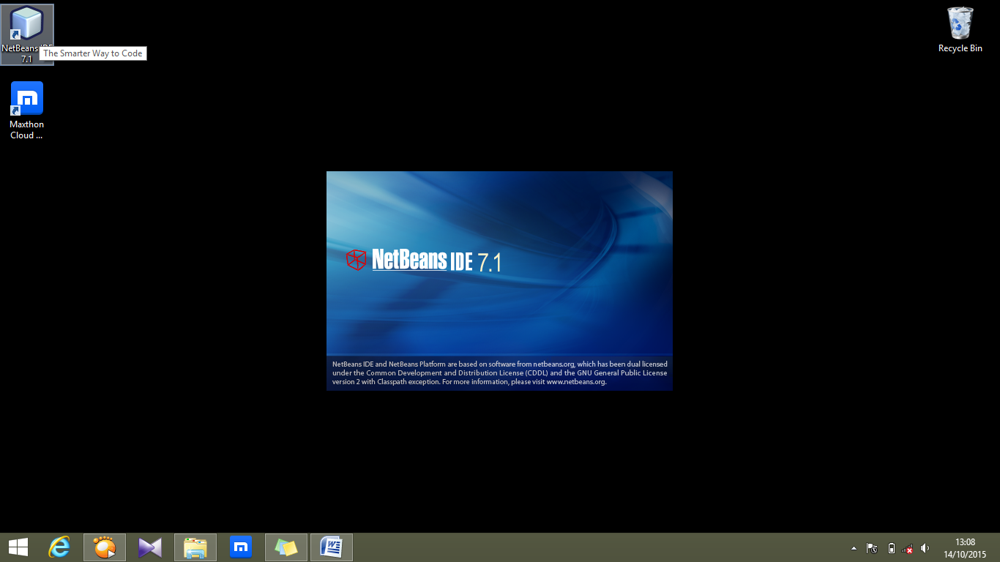 NetBeans IDE
7.1
The Smarter Way to Code
Recycle Bin
Maxthon
Cloud ...
NetBeans IDE 7.1
NetBeans IDE and NetBeans Platform are based on software from netbeans.org, which has been dual licensed
under the Common Development and Distribution License (CDDL) and the GNU General Public License
version 2 with Classpath exception. For more information, please visit www.netbeans.org.
13:08
14/10/2015